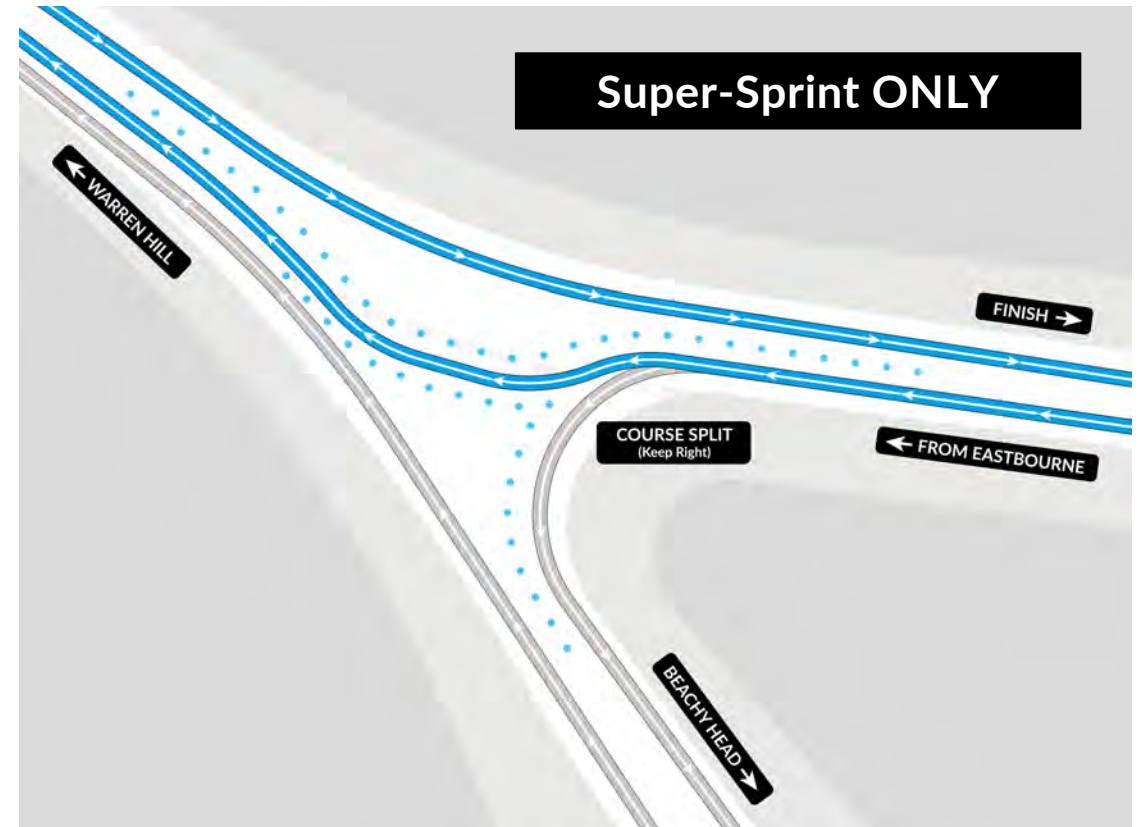 Super-Sprint ONLY
WARREN HILL
FINISH
COURSE SPLIT
(Keep Right)
FROM EASTBOURNE
BEACHY HEAD